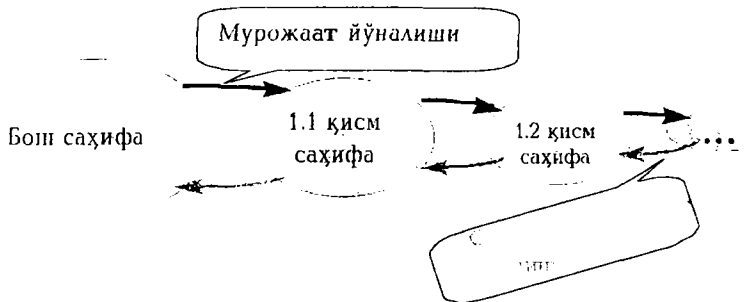 Мурожаат йўналиши
Бош саҳифа
1.1 қисм
саҳифа
1.2 қисм
саҳифа
...